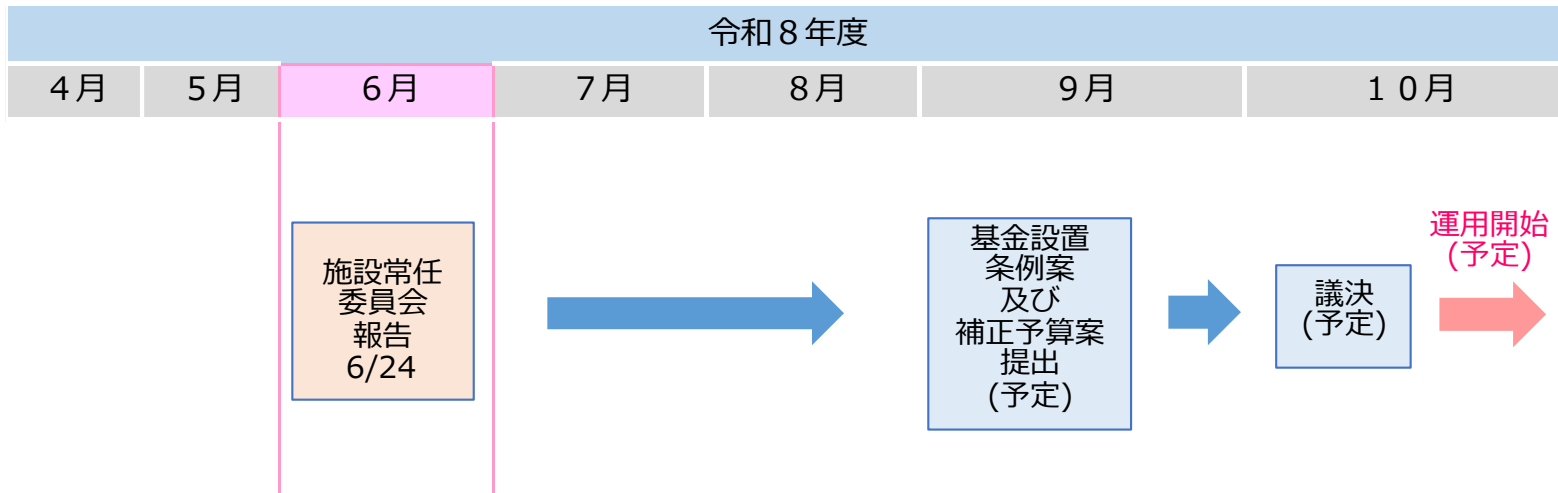 令和８年度
４月 ５月 ６月 ７月 ８月 ９月 １０月
施設常任
委員会
報告
6/24
基金設置
条例案
及び
補正予算案
提出
(予定)
議決
(予定)
運用開始
(予定)